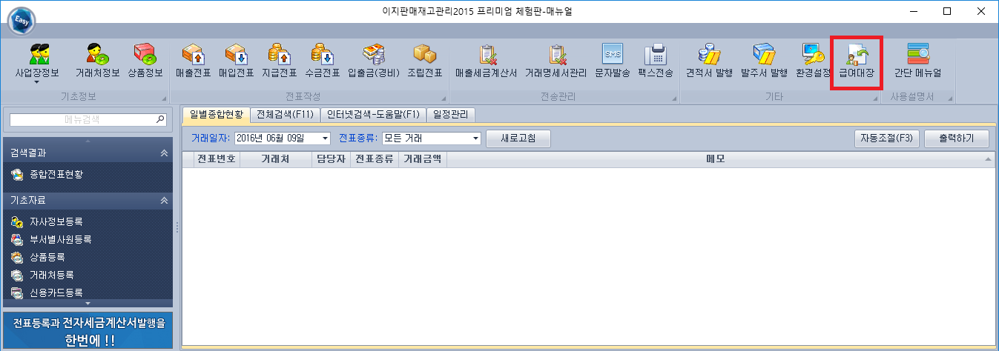 이지판매재고관리2015 프리미엄 체험판-매뉴얼
Easy
사업장정보 거래처정보 상품정보 매출전표 매입전표 지급전표 수금전표 입출금(경비) 조립전표 매출세금계산서 거래명세서관리 문자발송 팩스전송 견적서 발행 발주서 발행 환경설정 급여대장 간단 메뉴얼
SMS
기초정보 전표작성 전송관리 기타 사용설명서
메뉴검색
일별종합현황 전체검색(F11) 인터넷검색-도움말(F1) 일정관리
거래일자: 2016년 06월 09일 전표종류: 모든 거래 새로고침 자동조절(F3) 출력하기
전표번호 거래처 담당자 전표종류 거래금액 메모
검색결과
종합전표현황
기초자료
자사정보등록
부서별사원등록
상품등록
거래처등록
신용카드등록
전표등록과 전자세금계산서발행을
한번에 !!